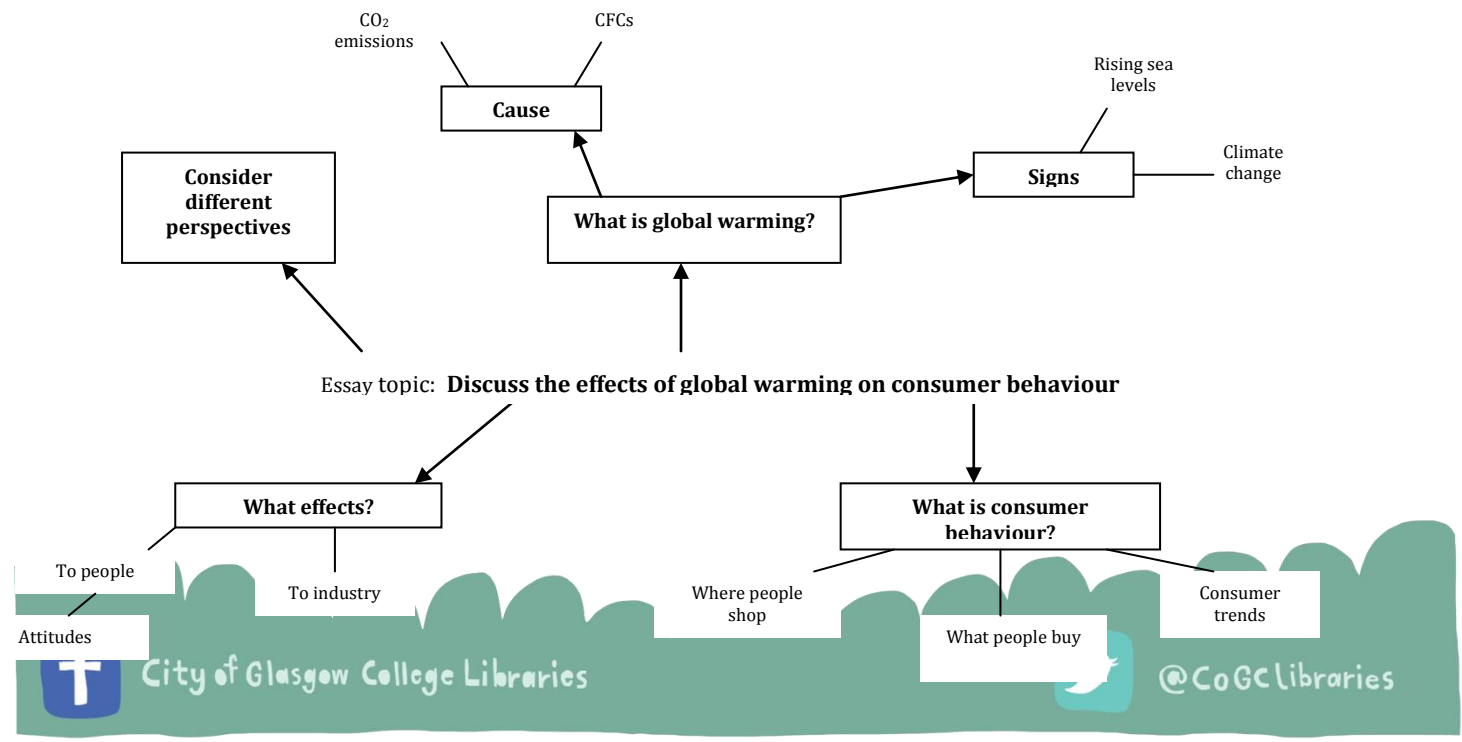 CO₂
emissions
CFCs
Cause
Rising sea
levels
Signs
Climate
change
Consider
different
perspectives
What is global warming?
Essay topic: Discuss the effects of global warming on consumer behaviour
What effects?
To people
Attitudes
To industry
What is consumer
behaviour?
Where people
shop
What people buy
Consumer
trends
City of Glasgow College Libraries
@CoGClibraries